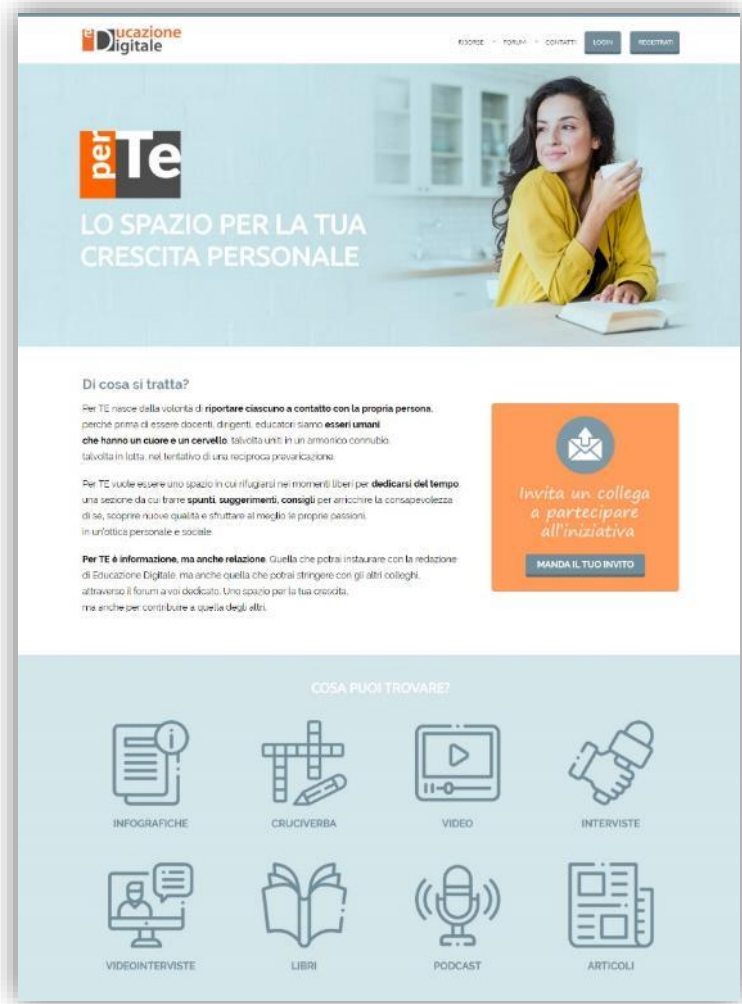 Educazione
Digitale
RISORSE
FORUM
CONTATTI
LOGIN
REGISTRATI
per Te
LO SPAZIO PER LA TUA
CRESCITA PERSONALE
Di cosa si tratta?
Per TE nasce dalla volontà di riportare ciascuno a contatto con la propria persona,
perché prima di essere docenti, dirigenti, educatori siamo esseri umani
che hanno un cuore e un cervello, talvolta uniti in un armonico connubio,
talvolta in lotta, nel tentativo di una reciproca prevaricazione.
Per TE vuole essere uno spazio in cui rifugiarsi nei momenti liberi per dedicarsi del tempo,
una sezione da cui trarre spunti, suggerimenti, consigli per arricchire la consapevolezza
di sé, scoprire nuove qualità e sfruttare al meglio le proprie passioni,
in un'ottica personale e sociale.
Per TE è informazione, ma anche relazione. Quella che potrai instaurare con la redazione
di Educazione Digitale, ma anche quella che potrai stringere con gli altri colleghi,
attraverso il forum a voi dedicato. Uno spazio per la tua crescita,
ma anche per contribuire a quella degli altri.
Invita un collega
a partecipare
all'iniziativa
MANDA IL TUO INVITO
COSA PUOI TROVARE?
INFOGRAFICHE
CRUCIVERBA
VIDEO
INTERVISTE
VIDEOINTERVISTE
LIBRI
PODCAST
ARTICOLI